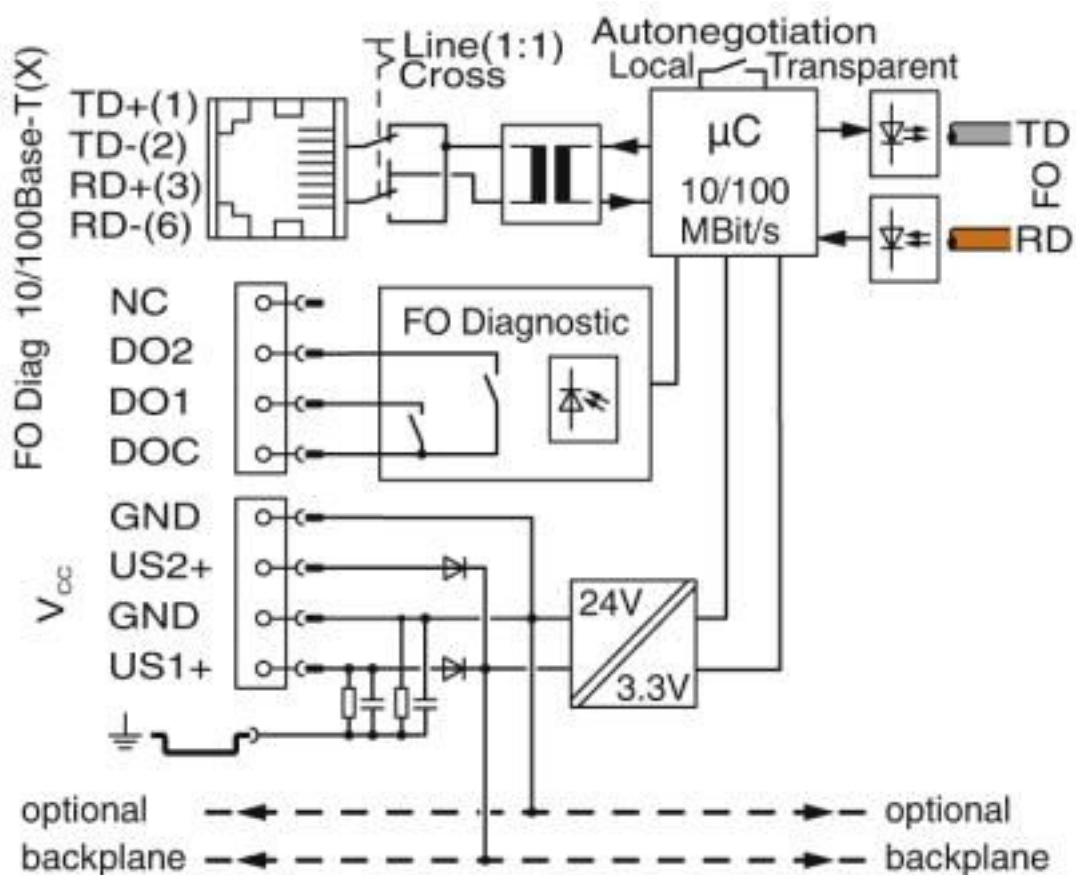 Autonegotiation
Line(1:1)
Cross
Local
Transparent
FO Diag 10/100Base-T(X)
TD+(1)
TD-(2)
RD+(3)
RD-(6)
µC
10/100
MBit/s
TD
FO
RD
NC
DO2
DO1
DOC
FO Diagnostic
Vcc
GND
US2+
GND
US1+
24V
3.3V
optional
optional
backplane
backplane